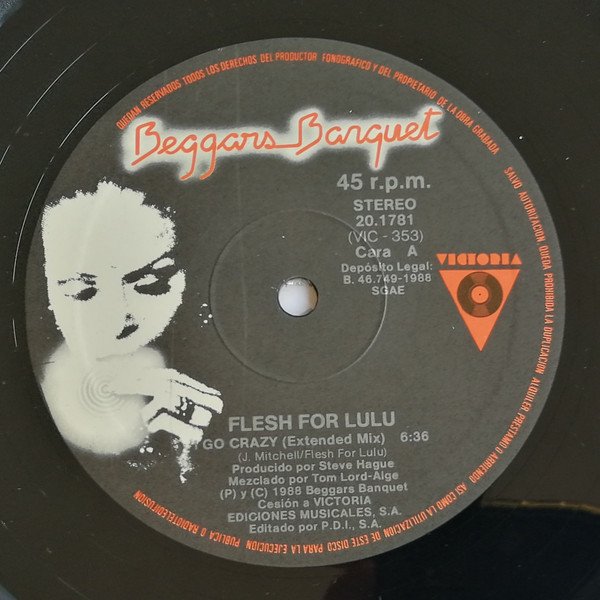 QUEDAN RESERVADOS TODOS LOS DERECHOS DEL PRODUCTOR FONOGRAFICO Y DEL PROPIETARIO DE LA OBRA GRABADA
SALVO AUTORIZACION QUEDA PROHIBIDA LA DUPLICACION ALQUILER PRESTAMO O
ASI COMO LA UTILIZACION DE ESTE DISCO PARA LA EJECUCION PUBLICA O RADIOTELEDIFUSION
Beggars Banquet
45 r.p.m.
STEREO
20.1781
(VIC - 353)
Cara A
Depósito Legal:
B. 46.749-1988
SGAE
VICTORIA
FLESH FOR LULU
I GO CRAZY (Extended Mix) 6:36
(J. Mitchell/Flesh For Lulu)
Producido por Steve Hague
Mezclado por Tom Lord-Alge
(P) y (C) 1988 Beggars Banquet
Cesión a VICTORIA
EDICIONES MUSICALES, S.A.
Editado por P.D.I., S.A.